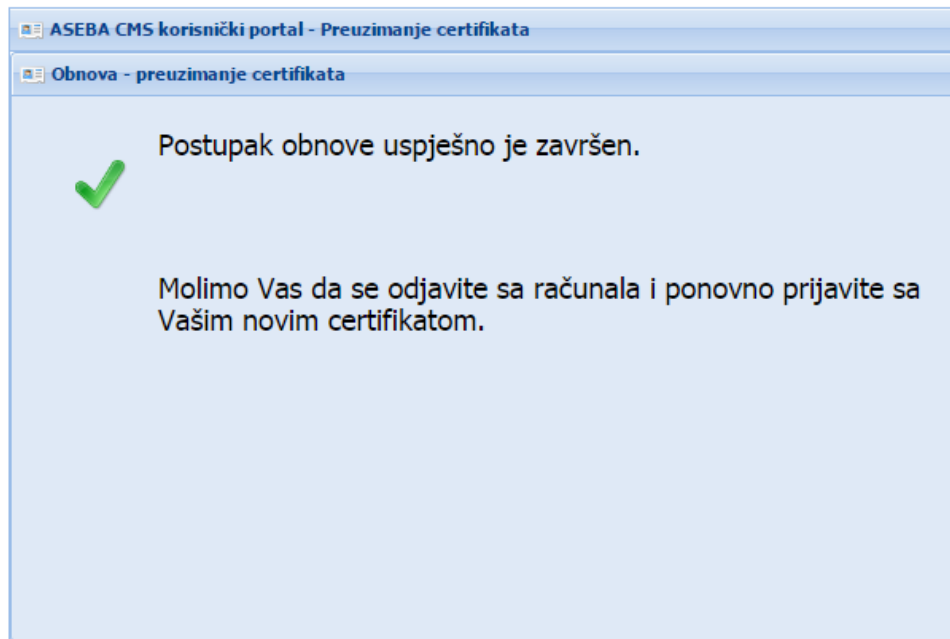 ASEBA CMS korisnički portal - Preuzimanje certifikata
Obnova - preuzimanje certifikata
Postupak obnove uspješno je završen.
Molimo Vas da se odjavite sa računala i ponovno prijavite sa
Vašim novim certifikatom.